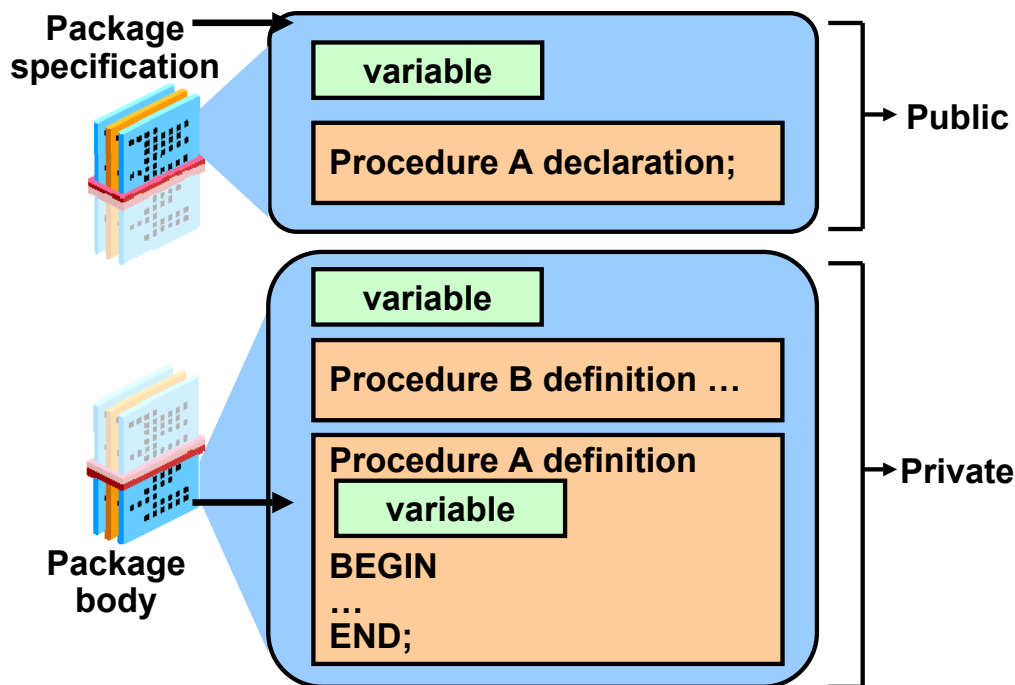 Package
specification
variable
Procedure A declaration;
Public
variable
Procedure B definition …
Procedure A definition
variable
BEGIN
…
END;
Private
Package
body